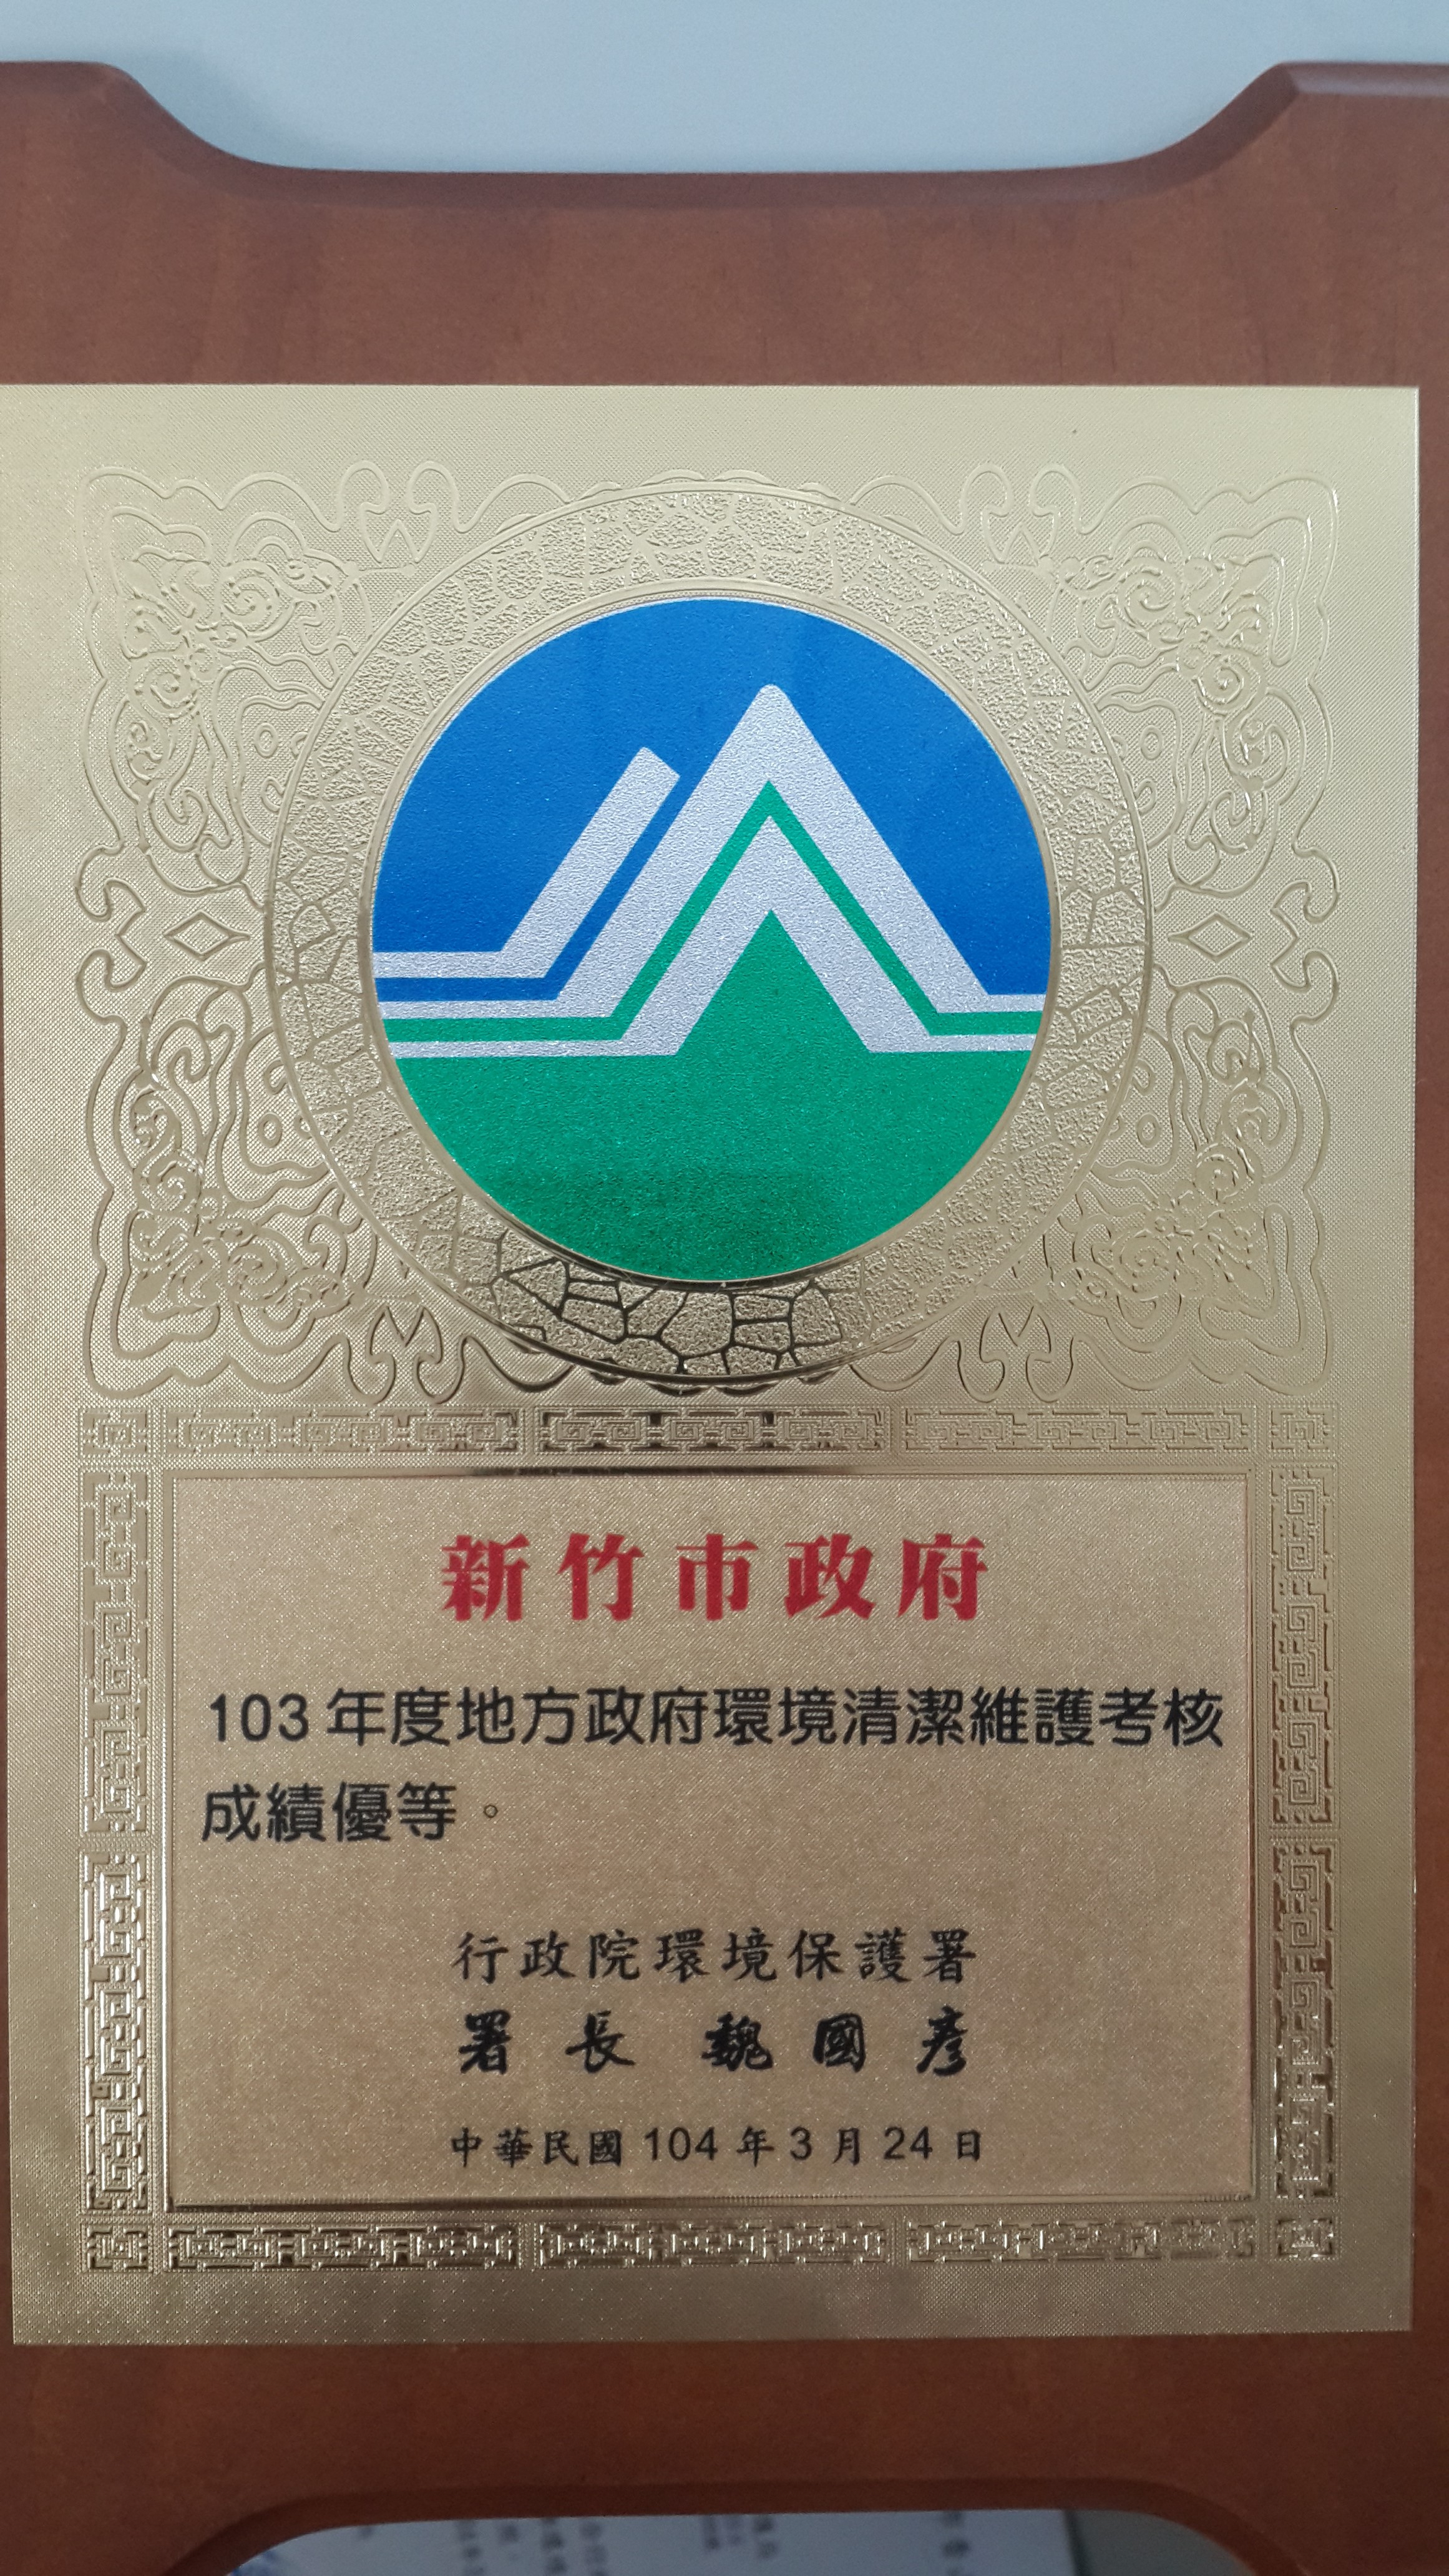 新竹市政府
103年度地方政府環境清潔維護考核
成績優等。
行政院環境保護署
署長 魏國彥
中華民國104年3月24日